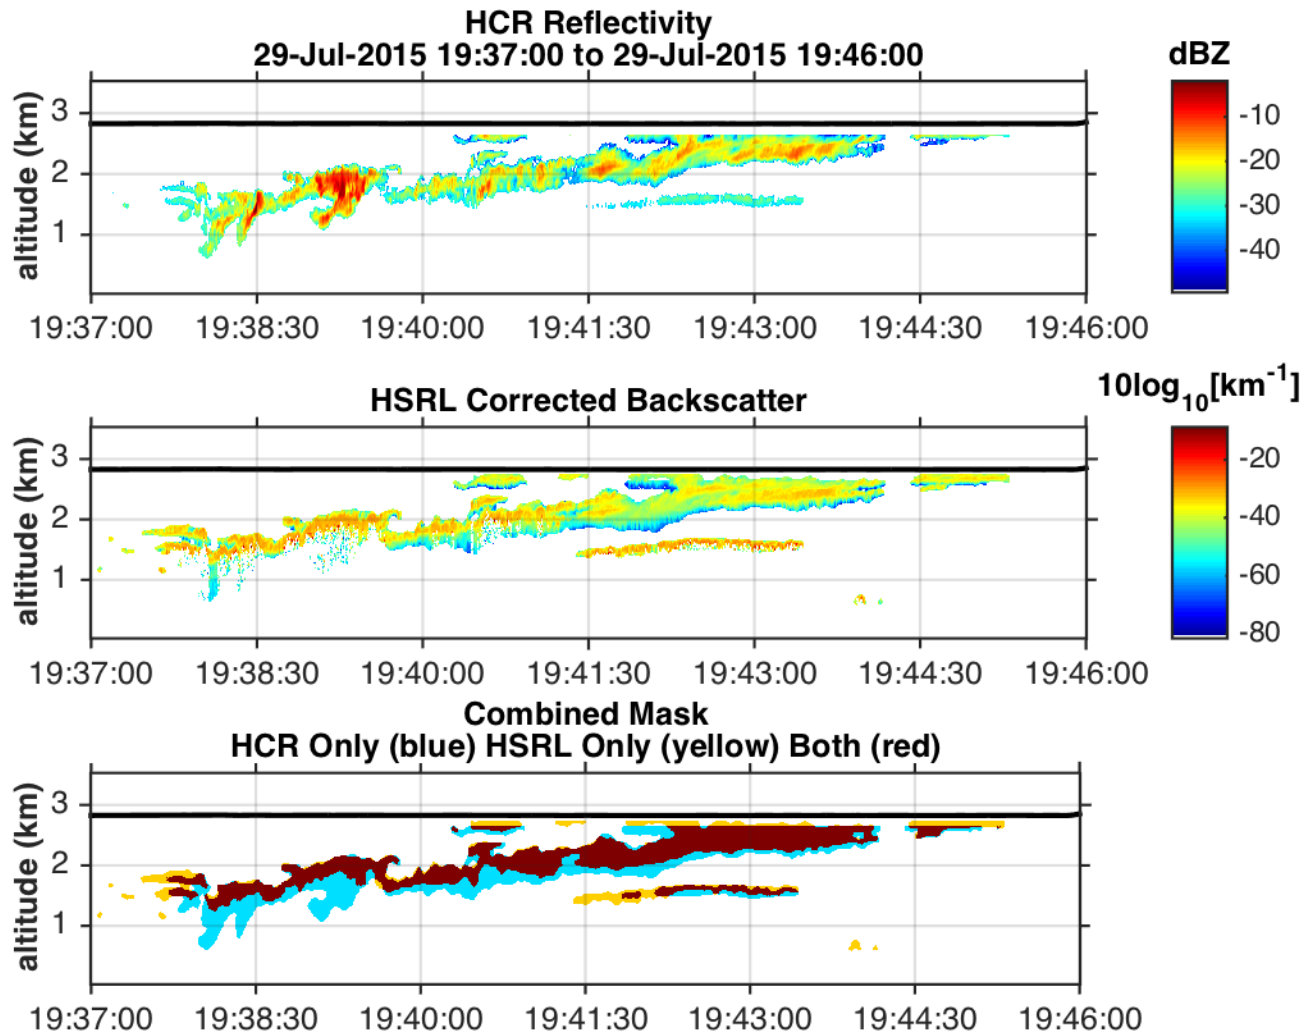 HCR Reflectivity
29-Jul-2015 19:37:00 to 29-Jul-2015 19:46:00
dBZ
altitude (km)
3
2
1
-10
-20
-30
-40
19:37:00 19:38:30 19:40:00 19:41:30 19:43:00 19:44:30 19:46:00
HSRL Corrected Backscatter
10log10[km-1]
altitude (km)
3
2
1
-20
-40
-60
-80
19:37:00 19:38:30 19:40:00 19:41:30 19:43:00 19:44:30 19:46:00
Combined Mask
HCR Only (blue) HSRL Only (yellow) Both (red)
altitude (km)
3
2
1
19:37:00 19:38:30 19:40:00 19:41:30 19:43:00 19:44:30 19:46:00